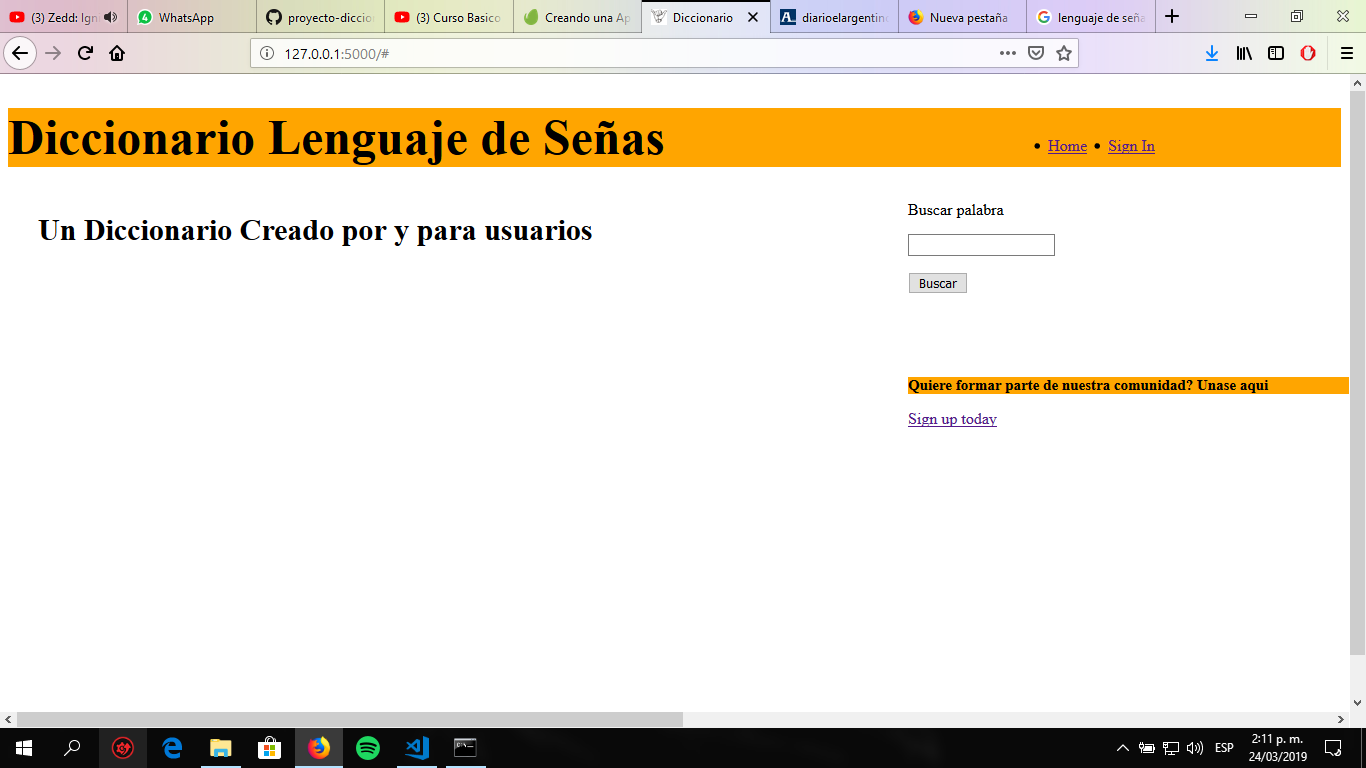 (3) Zedd: Ign
WhatsApp
proyecto-diccio
(3) Curso Basico
Creando una Ap
Diccionario
diarioelargentino
Nueva pestaña
lenguaje de seña
127.0.0.1:5000/#
Diccionario Lenguaje de Señas
Home
Sign In
Un Diccionario Creado por y para usuarios
Buscar palabra
Buscar
Quiere formar parte de nuestra comunidad? Unase aqui
Sign up today
ESP
2:11 p. m.
24/03/2019